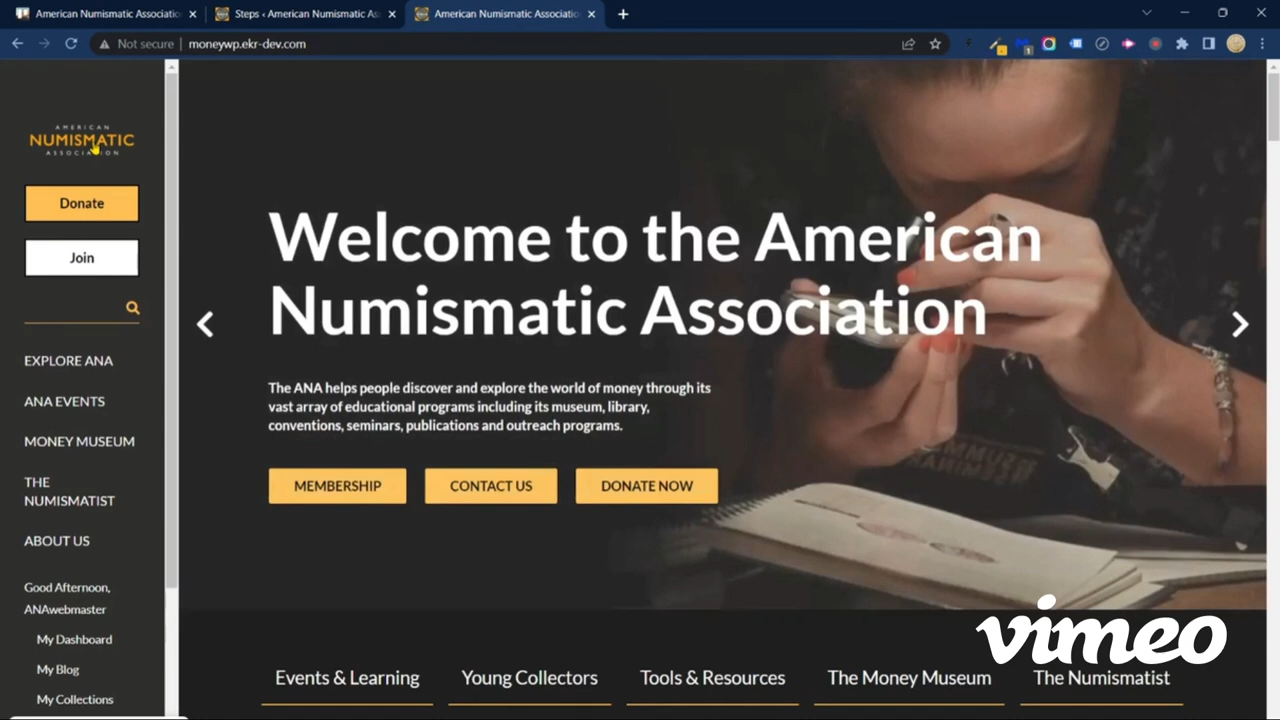 American Numismatic Associatio
Steps ‹ American Numismatic As
American Numismatic Associatio
Not secure
moneywp.ekr-dev.com
AMERICAN
NUMISMATIC
ASSOCIATION
Donate
Join
EXPLORE ANA
ANA EVENTS
MONEY MUSEUM
THE
NUMISMATIST
ABOUT US
Good Afternoon,
ANAwebmaster
My Dashboard
My Blog
My Collections
Welcome to the American
Numismatic Association
The ANA helps people discover and explore the world of money through its
vast array of educational programs including its museum, library,
conventions, seminars, publications and outreach programs.
MEMBERSHIP
CONTACT US
DONATE NOW
Events & Learning
Young Collectors
Tools & Resources
The Money Museum
The Numismatist
vimeo